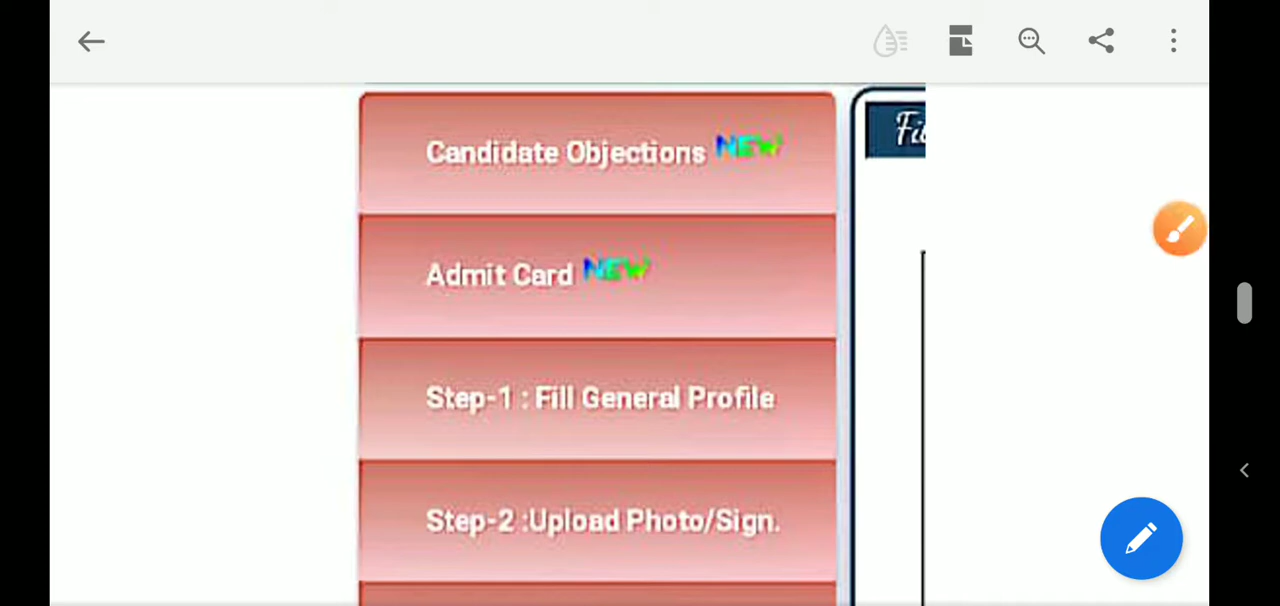 Candidate Objections NEW
Admit Card NEW
Step-1 : Fill General Profile
Step-2 :Upload Photo/Sign.